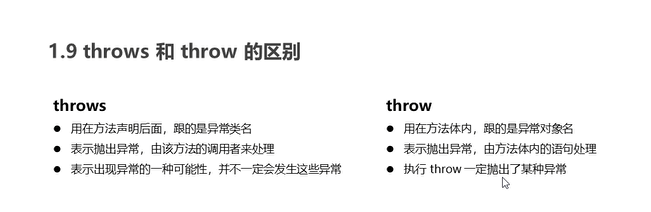 1.9 throws 和 throw 的区别
throws
● 用在方法声明后面，跟的是异常类名
● 表示抛出异常，由该方法的调用者来处理
● 表示出现异常的一种可能性，并不一定会发生这些异常
throw
● 用在方法体内，跟的是异常对象名
● 表示抛出异常，由方法体内的语句处理
● 执行 throw 一定抛出了某种异常